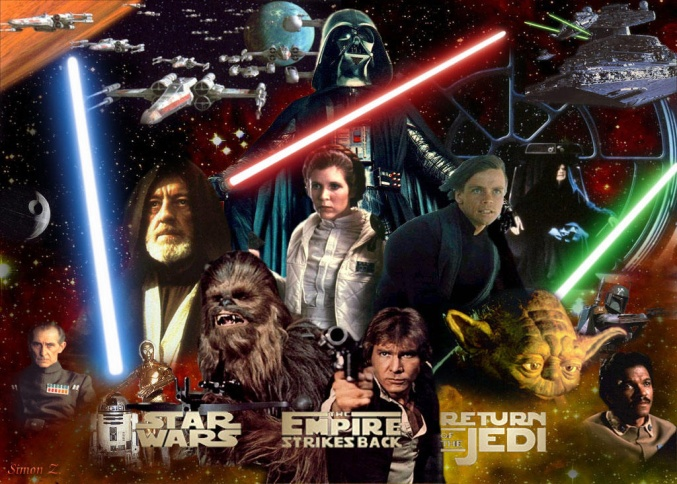 STAR
WARS
THE
EMPIRE
STRIKES BACK
RETURN
OF THE
JEDI
Simon Z.